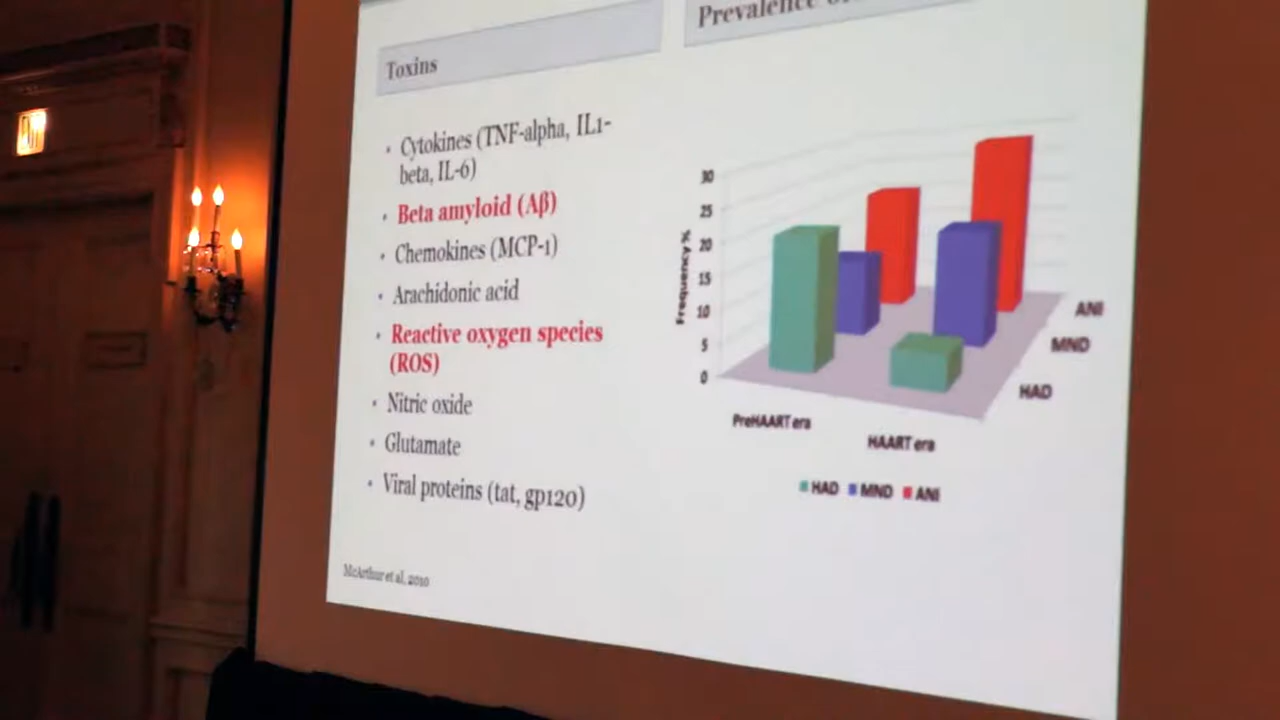 Toxins
Prevalence
• Cytokines (TNF-alpha, IL1-
beta, IL-6)
• Beta amyloid (Aβ)
• Chemokines (MCP-1)
• Arachidonic acid
• Reactive oxygen species
(ROS)
• Nitric oxide
• Glutamate
• Viral proteins (tat, gp120)
McArthur et al, 2010
Frequency %
30
25
20
15
10
5
0
ANI
MND
HAD
PreHAART era
HAART era
HAD MND ANI